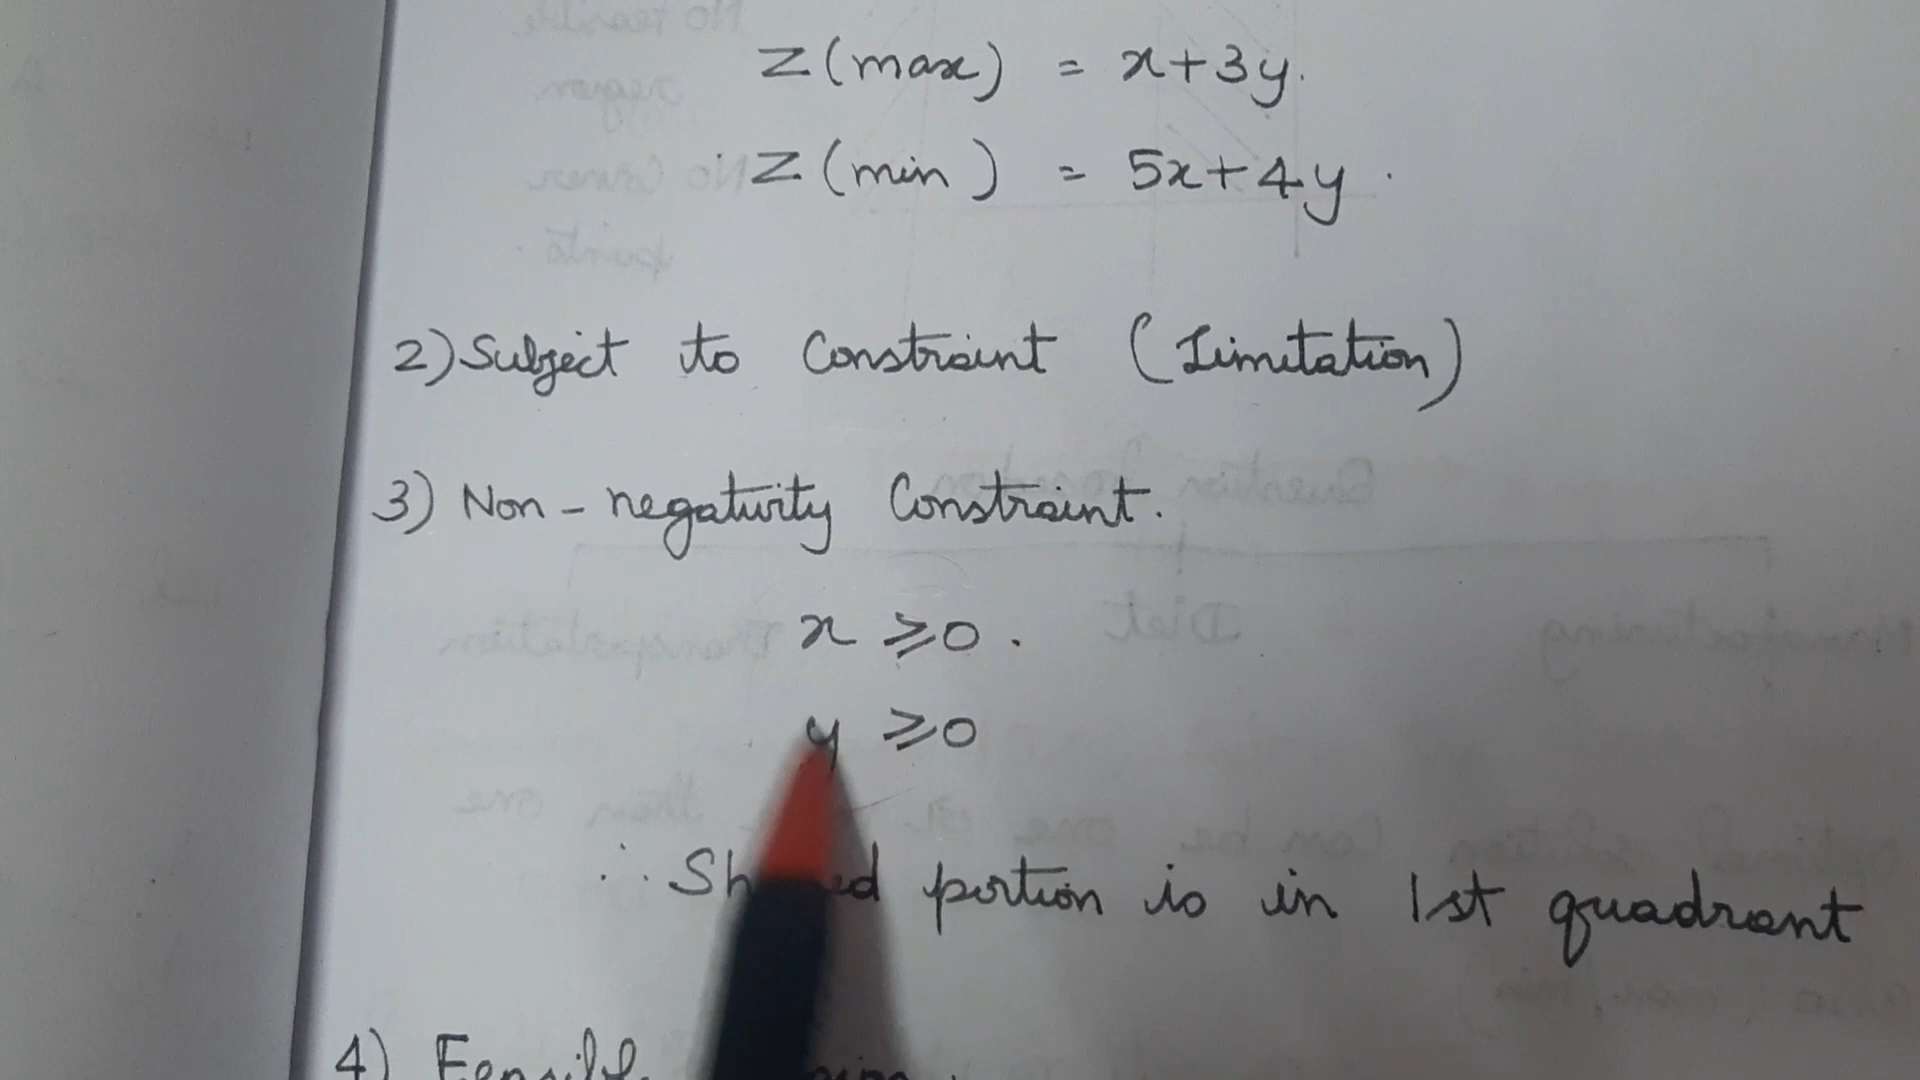 Z(max) = x+3y.
Z(min) = 5x+4y.
2) Subject to Constraint (Limitation)
3) Non-negativity Constraint.
x ≥ 0.
y ≥ 0
∴ portion is in 1st quadrant
4)